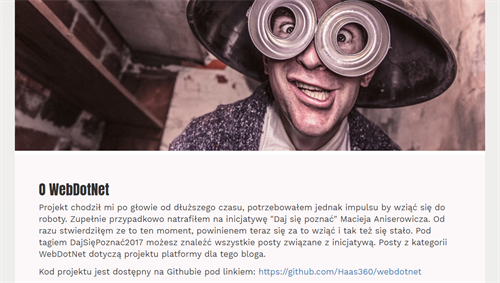 O WebDotNet
Projekt chodził mi po głowie od dłuższego czasu, potrzebowałem jednak impulsu by wziąć się do
roboty. Zupełnie przypadkowo natrafiłem na inicjatywę "Daj się poznać" Macieja Aniserowicza. Od
razu stwierdziłem ze to ten moment, powinienem teraz się za to wziąć i tak też się stało. Pod
tagiem DajSięPoznać2017 możesz znaleźć wszystkie posty związane z inicjatywą. Posty z kategorii
WebDotNet dotyczą projektu platformy dla tego bloga.
Kod projektu jest dostępny na Githubie pod linkiem: https://github.com/Haas360/webdotnet